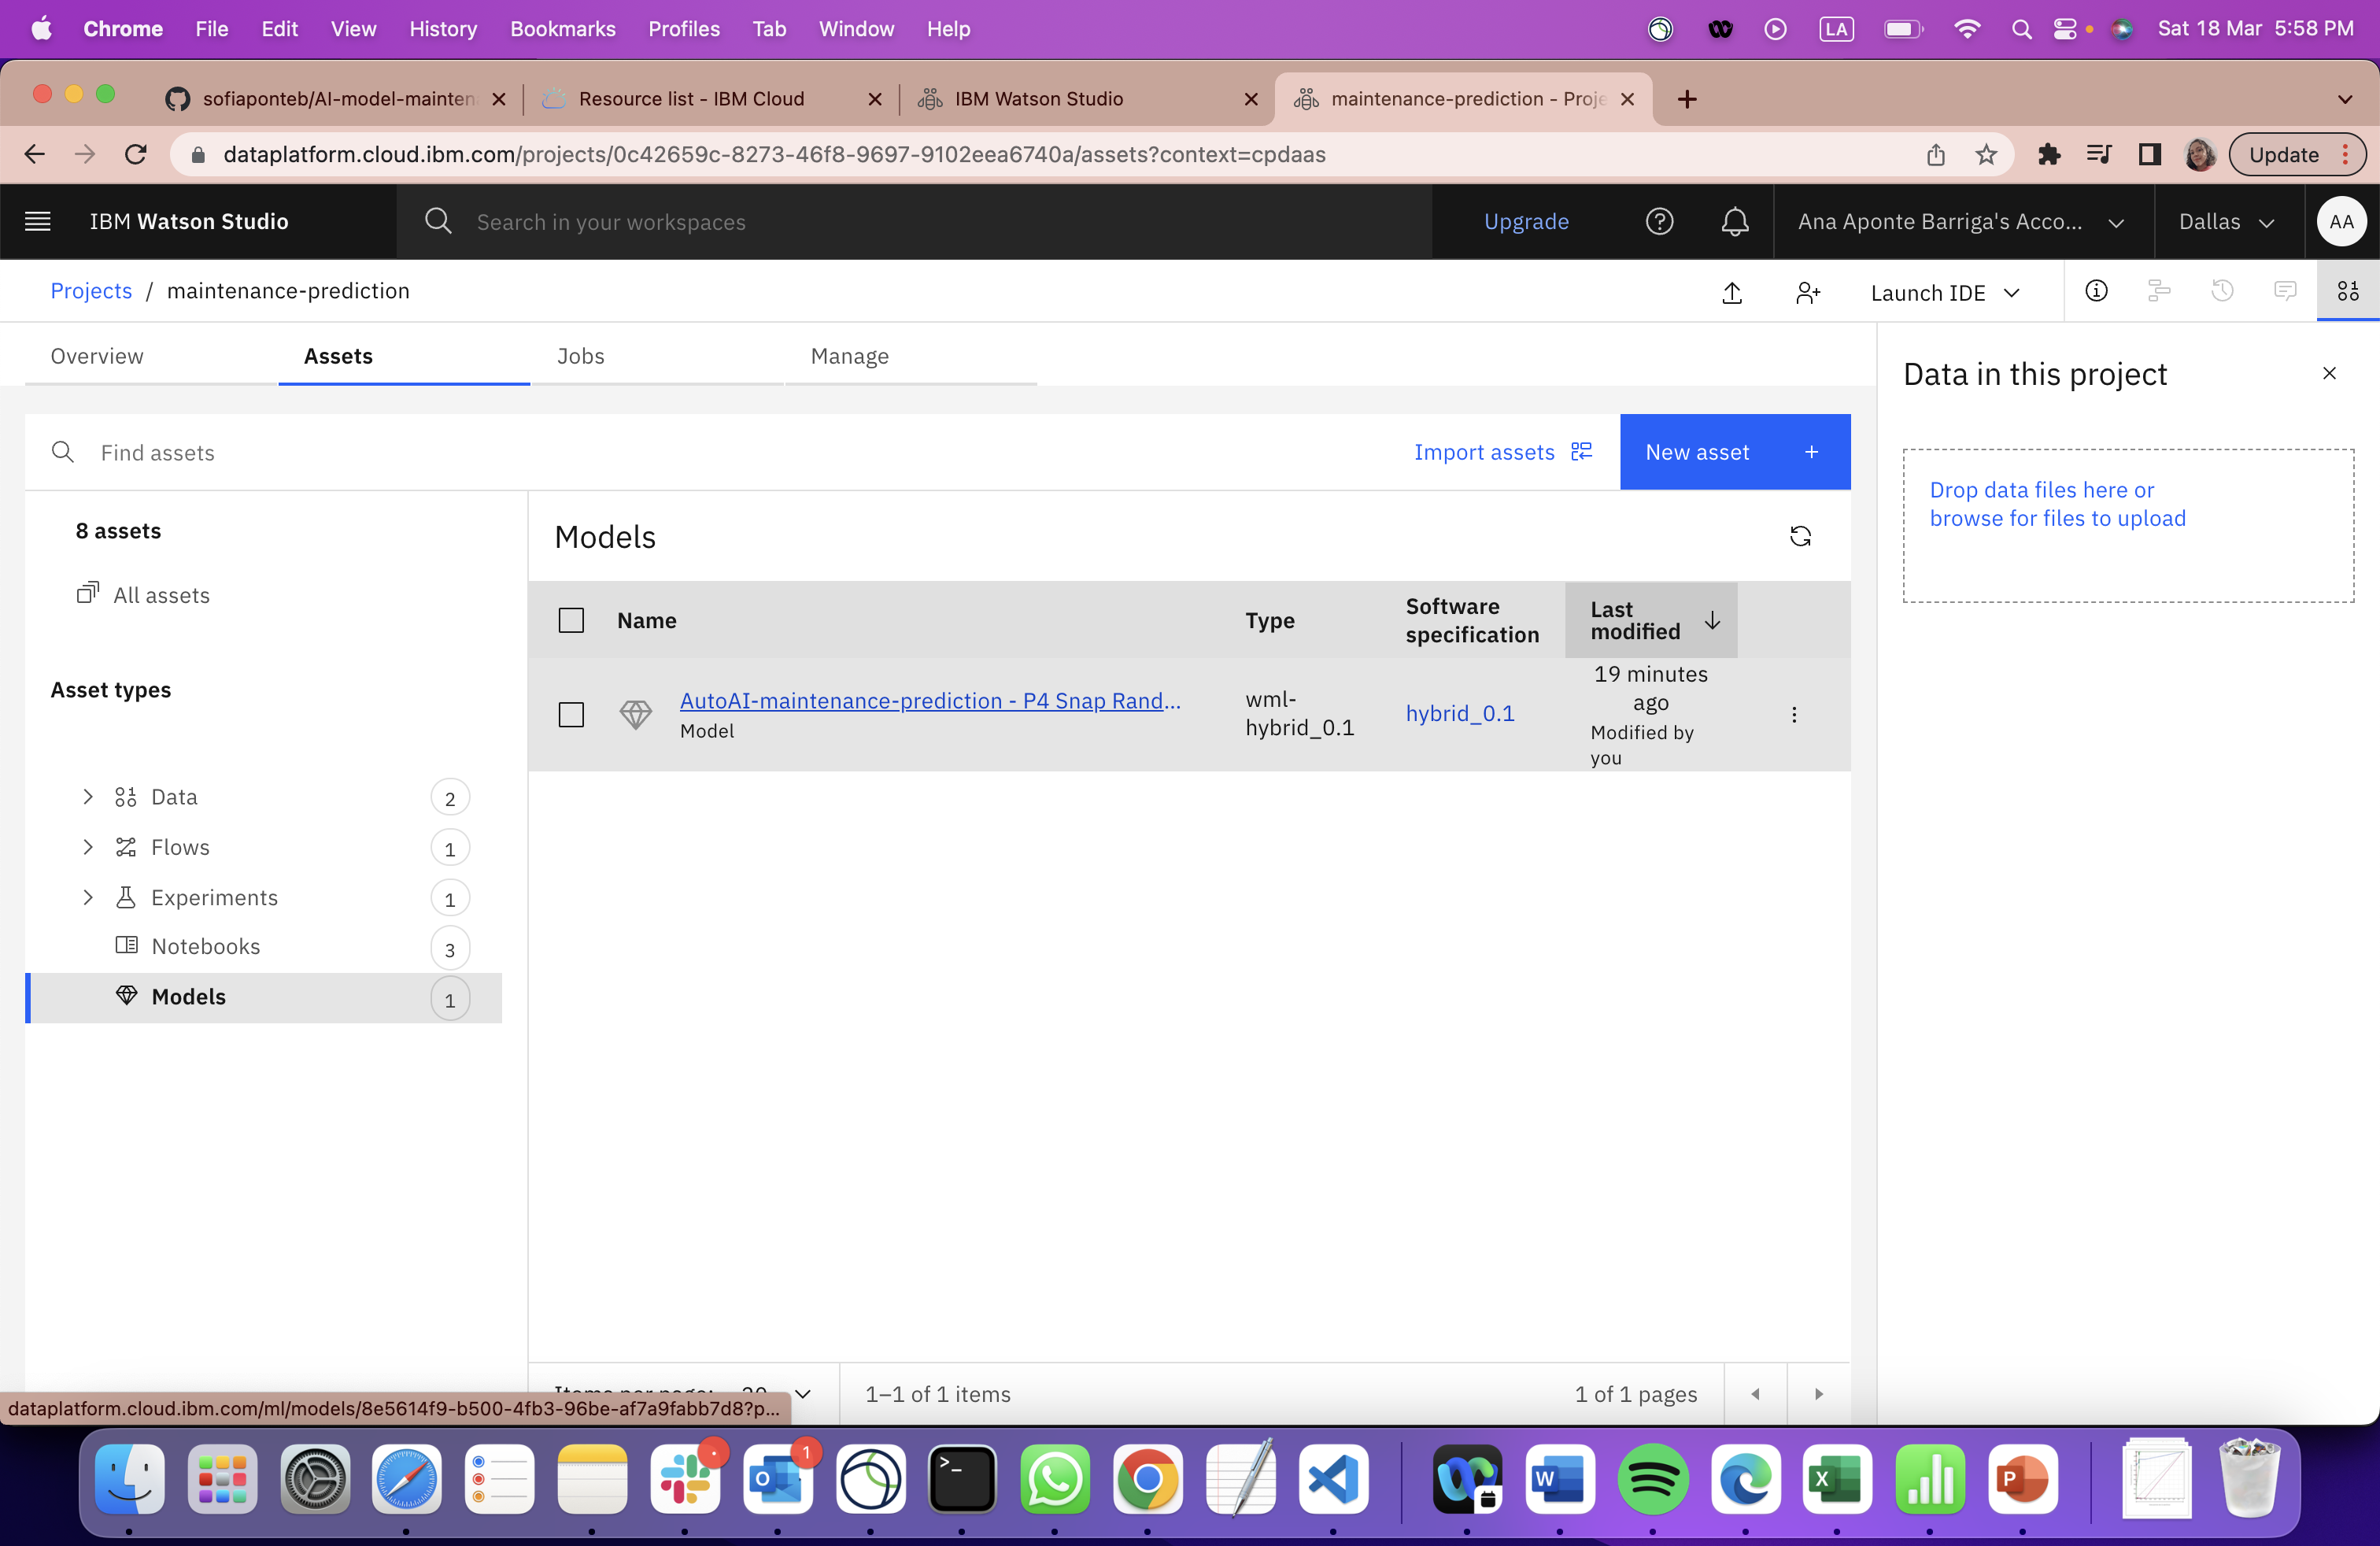 Chrome File Edit View History Bookmarks Profiles Tab Window Help LA Sat 18 Mar 5:58 PM
sofiaponteb/AI-model-mainten Resource list - IBM Cloud IBM Watson Studio maintenance-prediction - Proje
dataplatform.cloud.ibm.com/projects/0c42659c-8273-46f8-9697-9102eea6740a/assets?context=cpdaas Update
IBM Watson Studio Search in your workspaces Upgrade Ana Aponte Barriga's Acco... Dallas AA
Projects / maintenance-prediction Launch IDE
Overview Assets Jobs Manage
Data in this project
Find assets Import assets New asset +
Drop data files here or
browse for files to upload
8 assets
All assets
Asset types
Data 2
Flows 1
Experiments 1
Notebooks 3
Models 1
Models
Name Type Software specification Last modified
AutoAI-maintenance-prediction - P4 Snap Rand...
Model
wml-
hybrid_0.1
hybrid_0.1
19 minutes
ago
Modified by
you
1–1 of 1 items 1 of 1 pages
dataplatform.cloud.ibm.com/ml/models/8e5614f9-b500-4fb3-96be-af7a9fabb7d8?p...
1